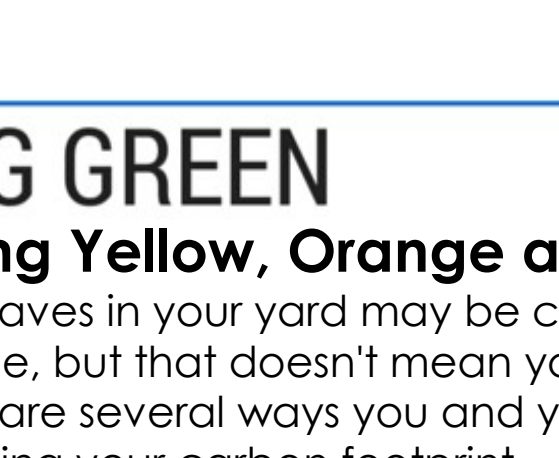 G GREEN
ng Yellow, Orange a
aves in your yard may be c
e, but that doesn't mean yo
are several ways you and y
ing your carbon footprint